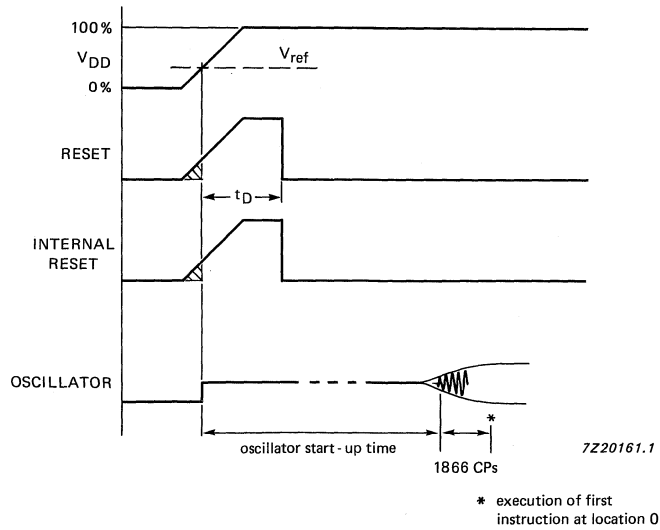 100%
VDD
Vref
0%
RESET
tD
INTERNAL
RESET
OSCILLATOR
*
oscillator start-up time
1866 CPs
7Z20161.1
* execution of first
instruction at location 0